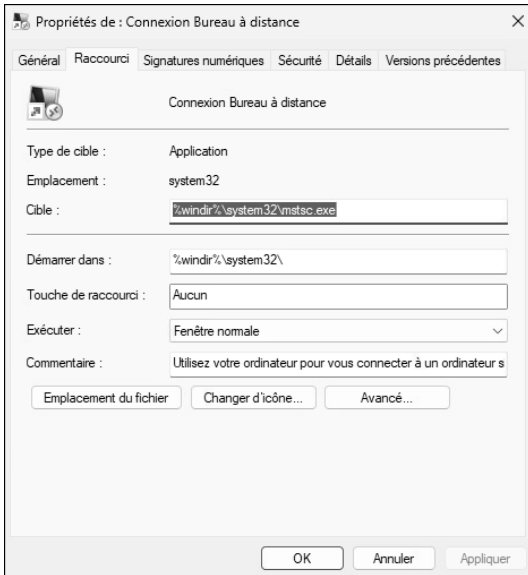 Propriétés de : Connexion Bureau à distance
Général Raccourci Signatures numériques Sécurité Détails Versions précédentes
Connexion Bureau à distance
Type de cible : Application
Emplacement : system32
Cible : %windir%\system32\mstsc.exe
Démarrer dans : %windir%\system32\
Touche de raccourci : Aucun
Exécuter : Fenêtre normale
Commentaire : Utilisez votre ordinateur pour vous connecter à un ordinateur s
Emplacement du fichier Changer d'icône... Avancé...
OK Annuler Appliquer